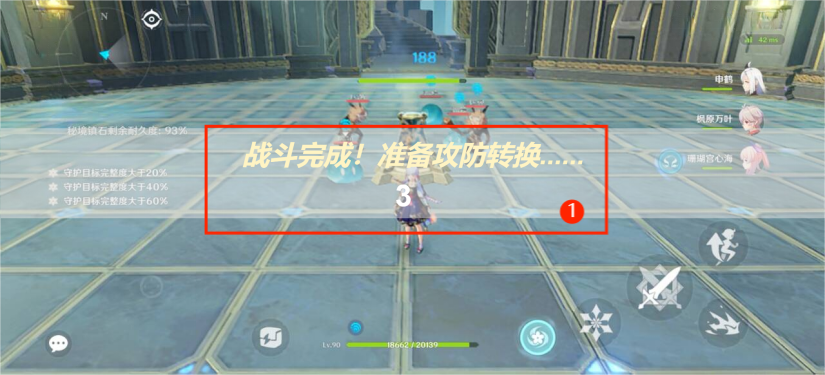 N
42 ms
188
申鹤
枫原万叶
珊瑚宫心海
秘境镇石剩余耐久度: 93%
守护目标完整度大于20%
守护目标完整度大于40%
守护目标完整度大于60%
战斗完成！准备攻防转换......
3
1
Lv.90
18662 / 20139